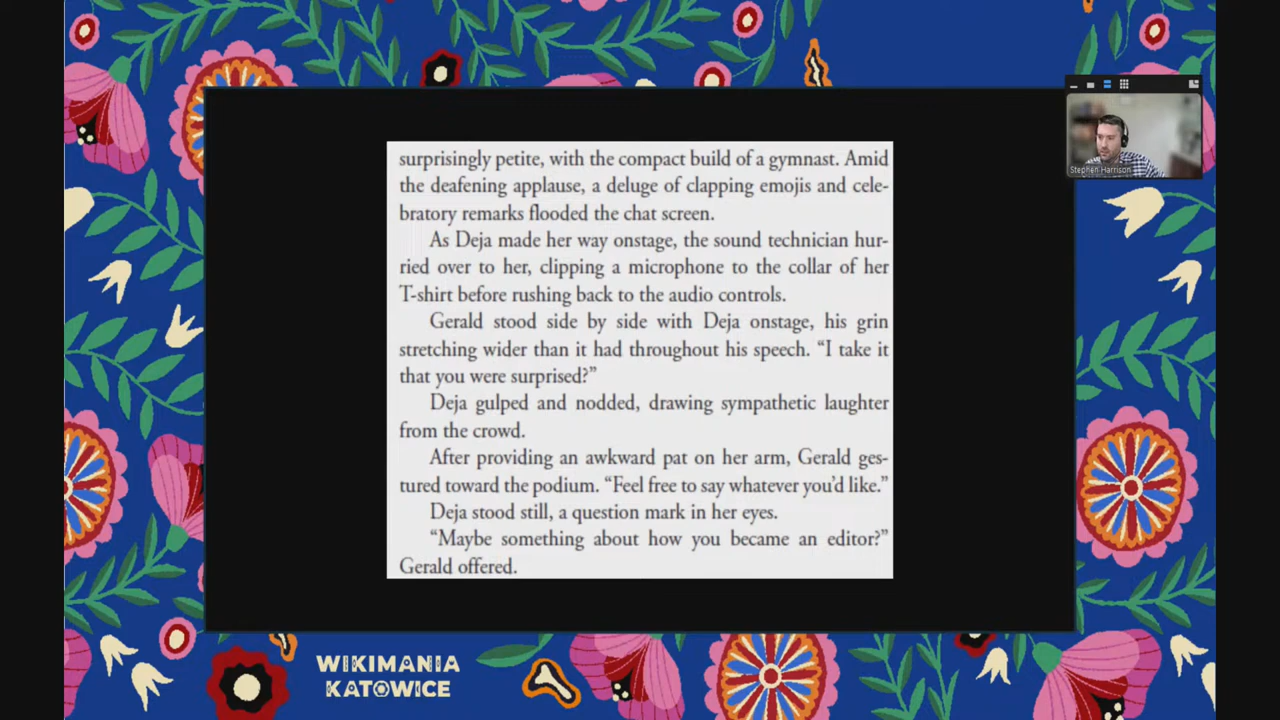 Stephen Harrison
surprisingly petite, with the compact build of a gymnast. Amid
the deafening applause, a deluge of clapping emojis and cele-
bratory remarks flooded the chat screen.
As Deja made her way onstage, the sound technician hur-
ried over to her, clipping a microphone to the collar of her
T-shirt before rushing back to the audio controls.
Gerald stood side by side with Deja onstage, his grin
stretching wider than it had throughout his speech. “I take it
that you were surprised?”
Deja gulped and nodded, drawing sympathetic laughter
from the crowd.
After providing an awkward pat on her arm, Gerald ges-
tured toward the podium. “Feel free to say whatever you’d like.”
Deja stood still, a question mark in her eyes.
“Maybe something about how you became an editor?”
Gerald offered.
WIKIMANIA
KATOWICE